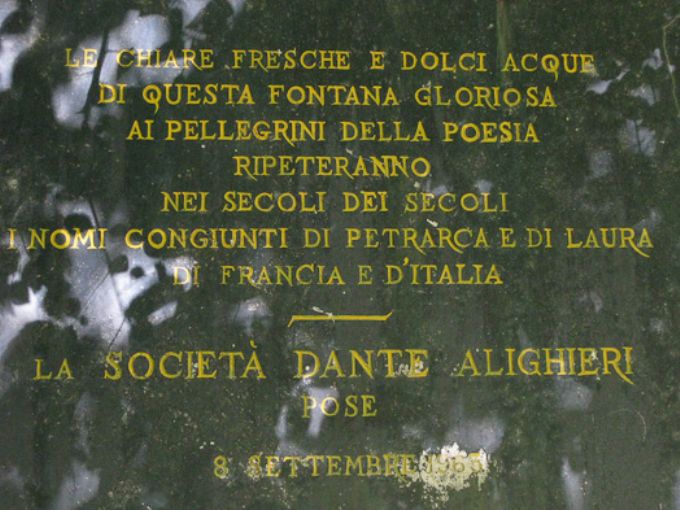 LE CHIARE FRESCHE E DOLCI ACQUE
DI QUESTA FONTANA GLORIOSA
AI PELLEGRINI DELLA POESIA
RIPETERANNO
NEI SECOLI DEI SECOLI
I NOMI CONGIUNTI DI PETRARCA E DI LAURA
DI FRANCIA E D'ITALIA
LA SOCIETÀ DANTE ALIGHIERI
POSE
8 SETTEMBRE